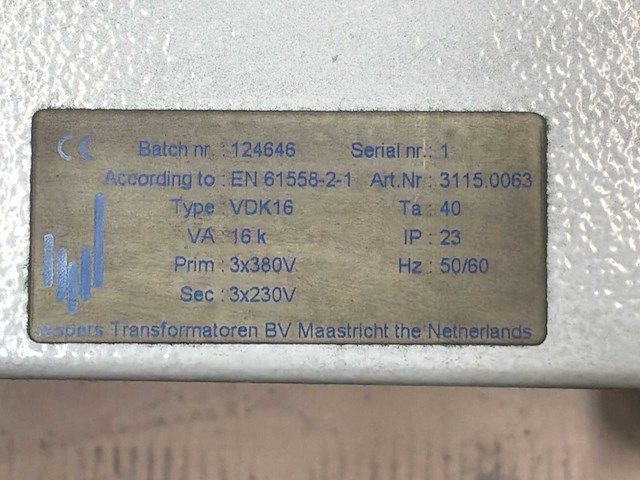 CE Batch nr : 124646 Serial nr : 1
According to : EN 61558-2-1 Art.Nr : 3115.0063
Type : VDK16 Ta : 40
VA : 16 k IP : 23
Prim : 3x380V Hz : 50/60
Sec : 3x230V
Transformatoren BV Maastricht the Netherlands